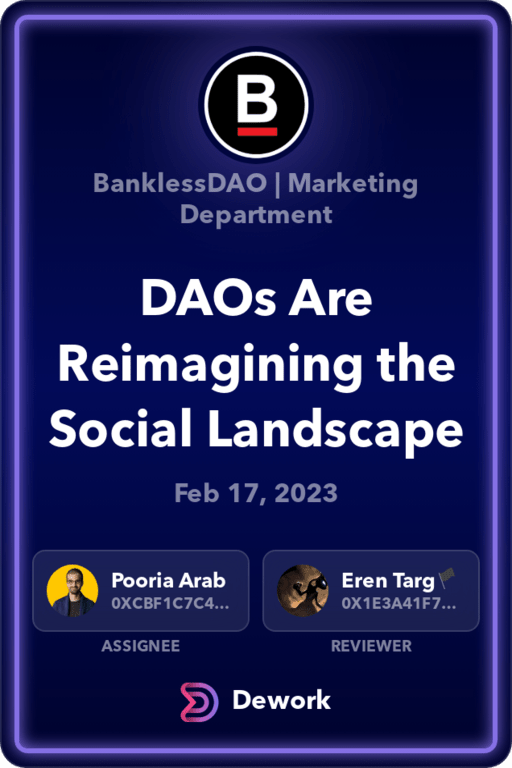 B
BanklessDAO | Marketing
Department
DAOs Are
Reimagining the
Social Landscape
Feb 17, 2023
Pooria Arab
0XCBF1C7C4...
ASSIGNEE
Eren Targ🏴
0X1E3A41F7...
REVIEWER
Dework